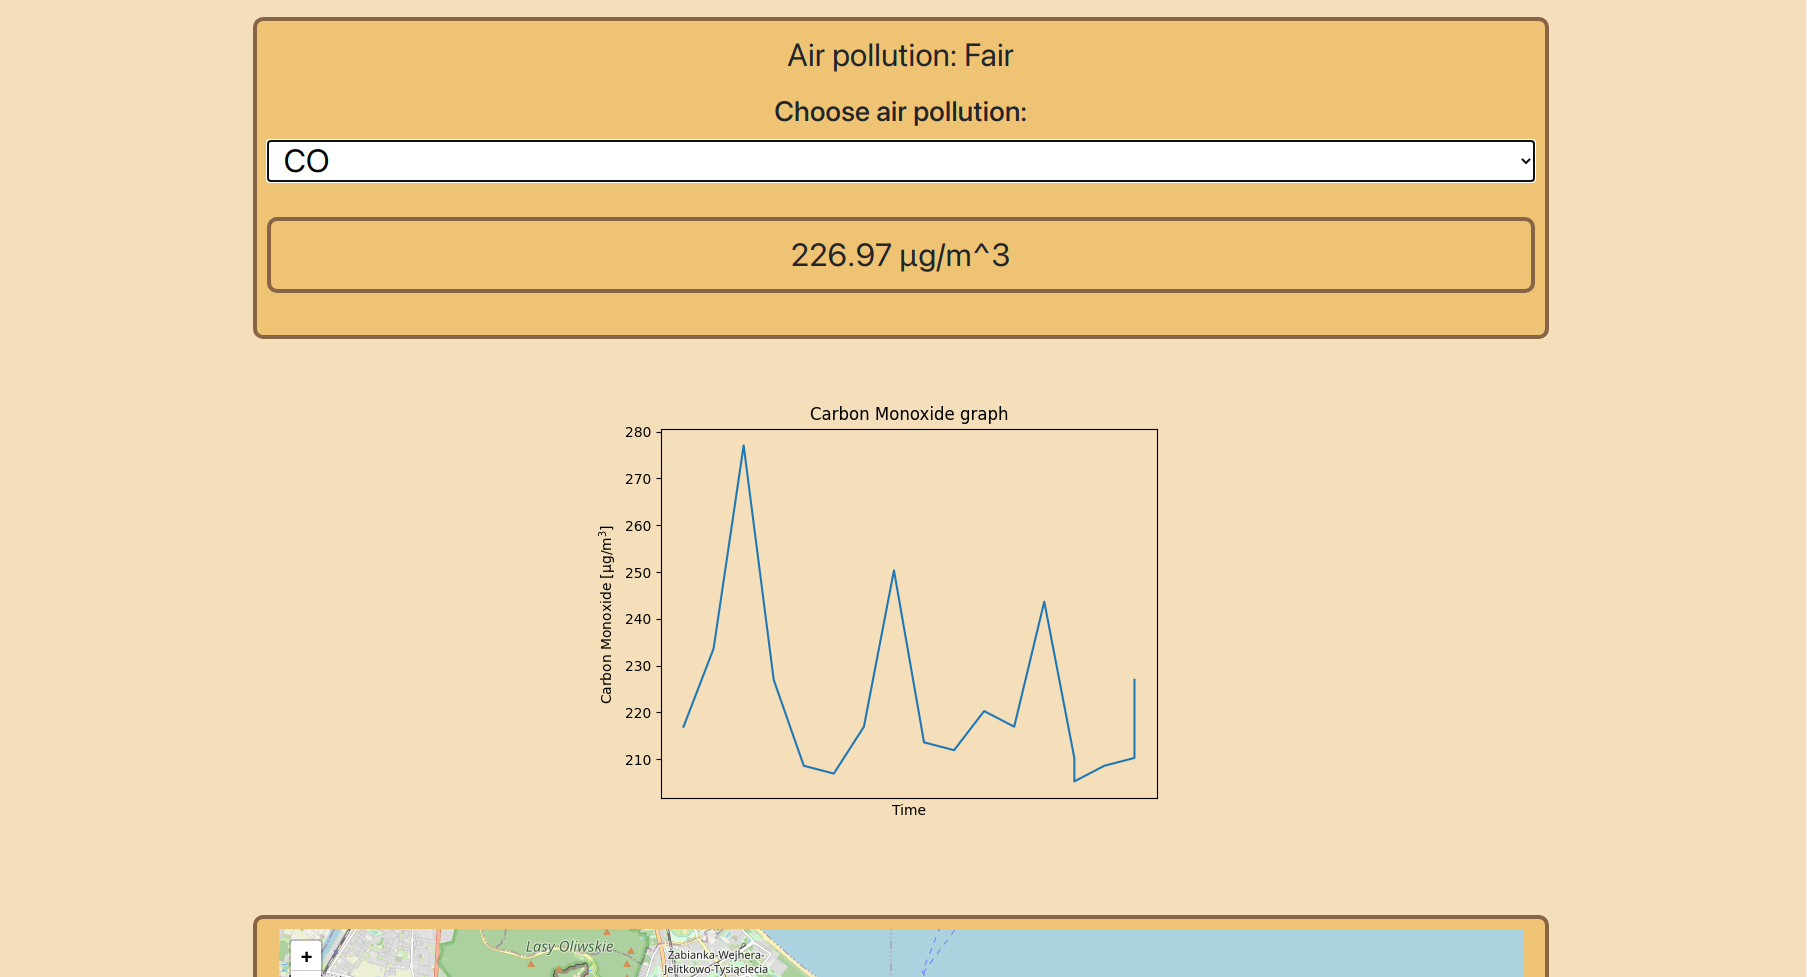 Air pollution: Fair
Choose air pollution:
CO
226.97 µg/m^3
Carbon Monoxide graph
280
270
260
250
240
230
220
210
Carbon Monoxide [µg/m³]
Time
+
Lasy Oliwskie
Żabianka-Wejhera-
Jelitkowo-Tysiąclecia